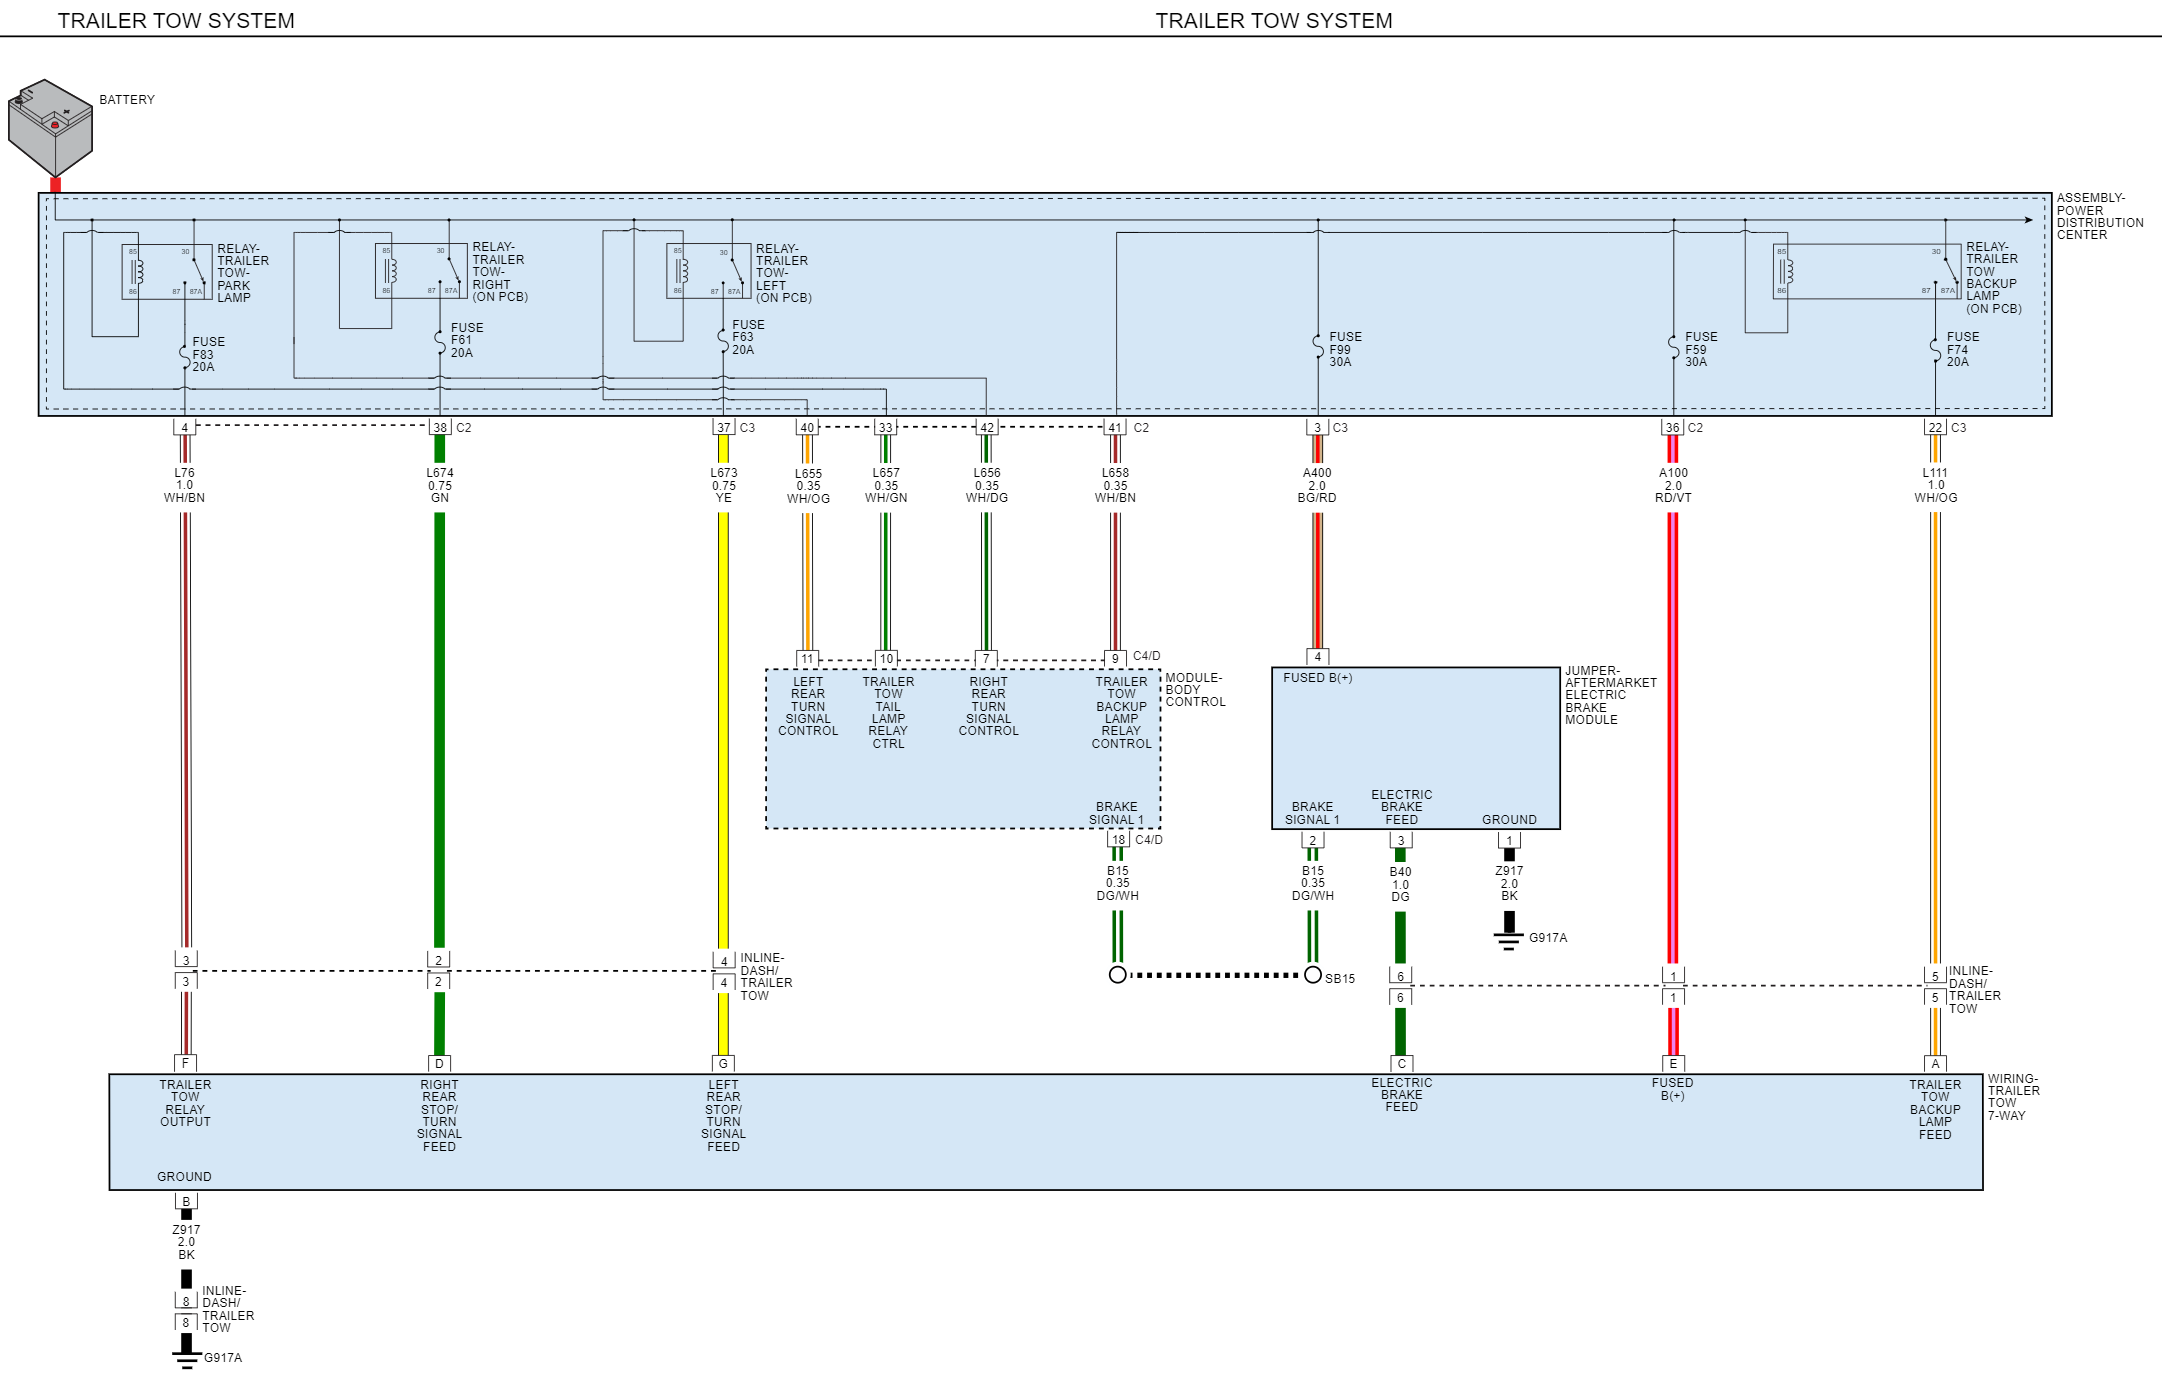 TRAILER TOW SYSTEM
TRAILER TOW SYSTEM
BATTERY
ASSEMBLY-
POWER
DISTRIBUTION
CENTER
85
30
86
87
87A
RELAY-
TRAILER
TOW-
PARK
LAMP
FUSE
F83
20A
85
30
86
87
87A
RELAY-
TRAILER
TOW-
RIGHT
(ON PCB)
FUSE
F61
20A
85
30
86
87
87A
RELAY-
TRAILER
TOW-
LEFT
(ON PCB)
FUSE
F63
20A
FUSE
F99
30A
FUSE
F59
30A
85
30
86
87
87A
RELAY-
TRAILER
TOW
BACKUP
LAMP
(ON PCB)
FUSE
F74
20A
4
38
C2
37
C3
40
33
42
41
C2
3
C3
36
C2
22
C3
L76
1.0
WH/BN
L674
0.75
GN
L673
0.75
YE
L655
0.35
WH/OG
L657
0.35
WH/GN
L656
0.35
WH/DG
L658
0.35
WH/BN
A400
2.0
BG/RD
A100
2.0
RD/VT
L111
1.0
WH/OG
11
10
7
9
C4/D
4
LEFT
REAR
TURN
SIGNAL
CONTROL
TRAILER
TOW
TAIL
LAMP
RELAY
CTRL
RIGHT
REAR
TURN
SIGNAL
CONTROL
TRAILER
TOW
BACKUP
LAMP
RELAY
CONTROL
MODULE-
BODY
CONTROL
BRAKE
SIGNAL 1
18
C4/D
B15
0.35
DG/WH
FUSED B(+)
JUMPER-
AFTERMARKET
ELECTRIC
BRAKE
MODULE
BRAKE
SIGNAL 1
ELECTRIC
BRAKE
FEED
GROUND
2
3
1
B15
0.35
DG/WH
B40
1.0
DG
Z917
2.0
BK
G917A
SB15
3
3
2
2
4
4
INLINE-
DASH/
TRAILER
TOW
6
6
1
1
5
5
INLINE-
DASH/
TRAILER
TOW
F
D
G
C
E
A
TRAILER
TOW
RELAY
OUTPUT
RIGHT
REAR
STOP/
TURN
SIGNAL
FEED
LEFT
REAR
STOP/
TURN
SIGNAL
FEED
ELECTRIC
BRAKE
FEED
FUSED
B(+)
TRAILER
TOW
BACKUP
LAMP
FEED
WIRING-
TRAILER
TOW
7-WAY
GROUND
B
Z917
2.0
BK
8
8
INLINE-
DASH/
TRAILER
TOW
G917A